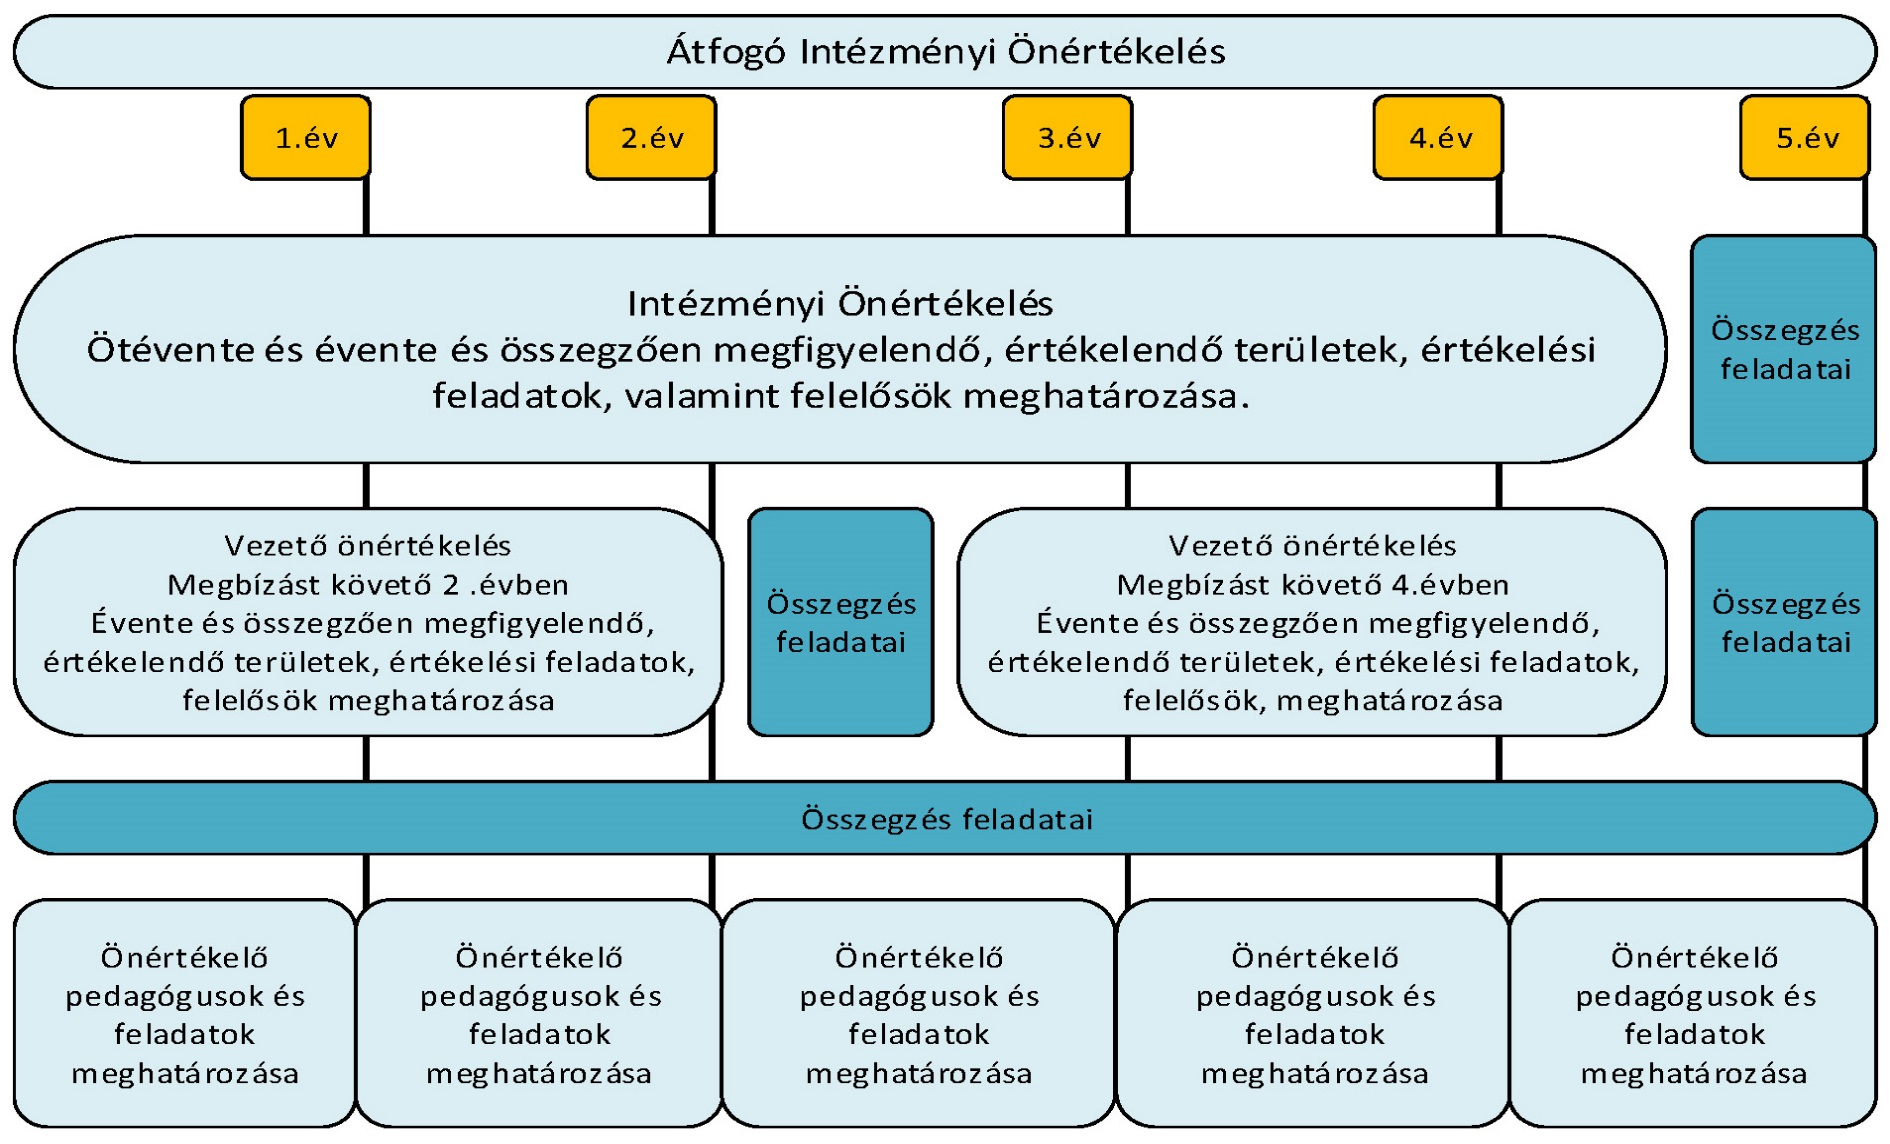 Átfogó Intézményi Önértékelés
1.év
2.év
3.év
4.év
5.év
Intézményi Önértékelés
Ötévente és évente és összegzően megfigyelendő, értékelendő területek, értékelési
feladatok, valamint felelősök meghatározása.
Összegzés
feladatai
Vezető önértékelés
Megbízást követő 2 .évben
Évente és összegzően megfigyelendő,
értékelendő területek, értékelési feladatok,
felelősök meghatározása
Összegzés
feladatai
Vezető önértékelés
Megbízást követő 4.évben
Évente és összegzően megfigyelendő,
értékelendő területek, értékelési feladatok,
felelősök, meghatározása
Összegzés
feladatai
Összegzés feladatai
Önértékelő
pedagógusok és
feladatok
meghatározása
Önértékelő
pedagógusok és
feladatok
meghatározása
Önértékelő
pedagógusok és
feladatok
meghatározása
Önértékelő
pedagógusok és
feladatok
meghatározása
Önértékelő
pedagógusok és
feladatok
meghatározása